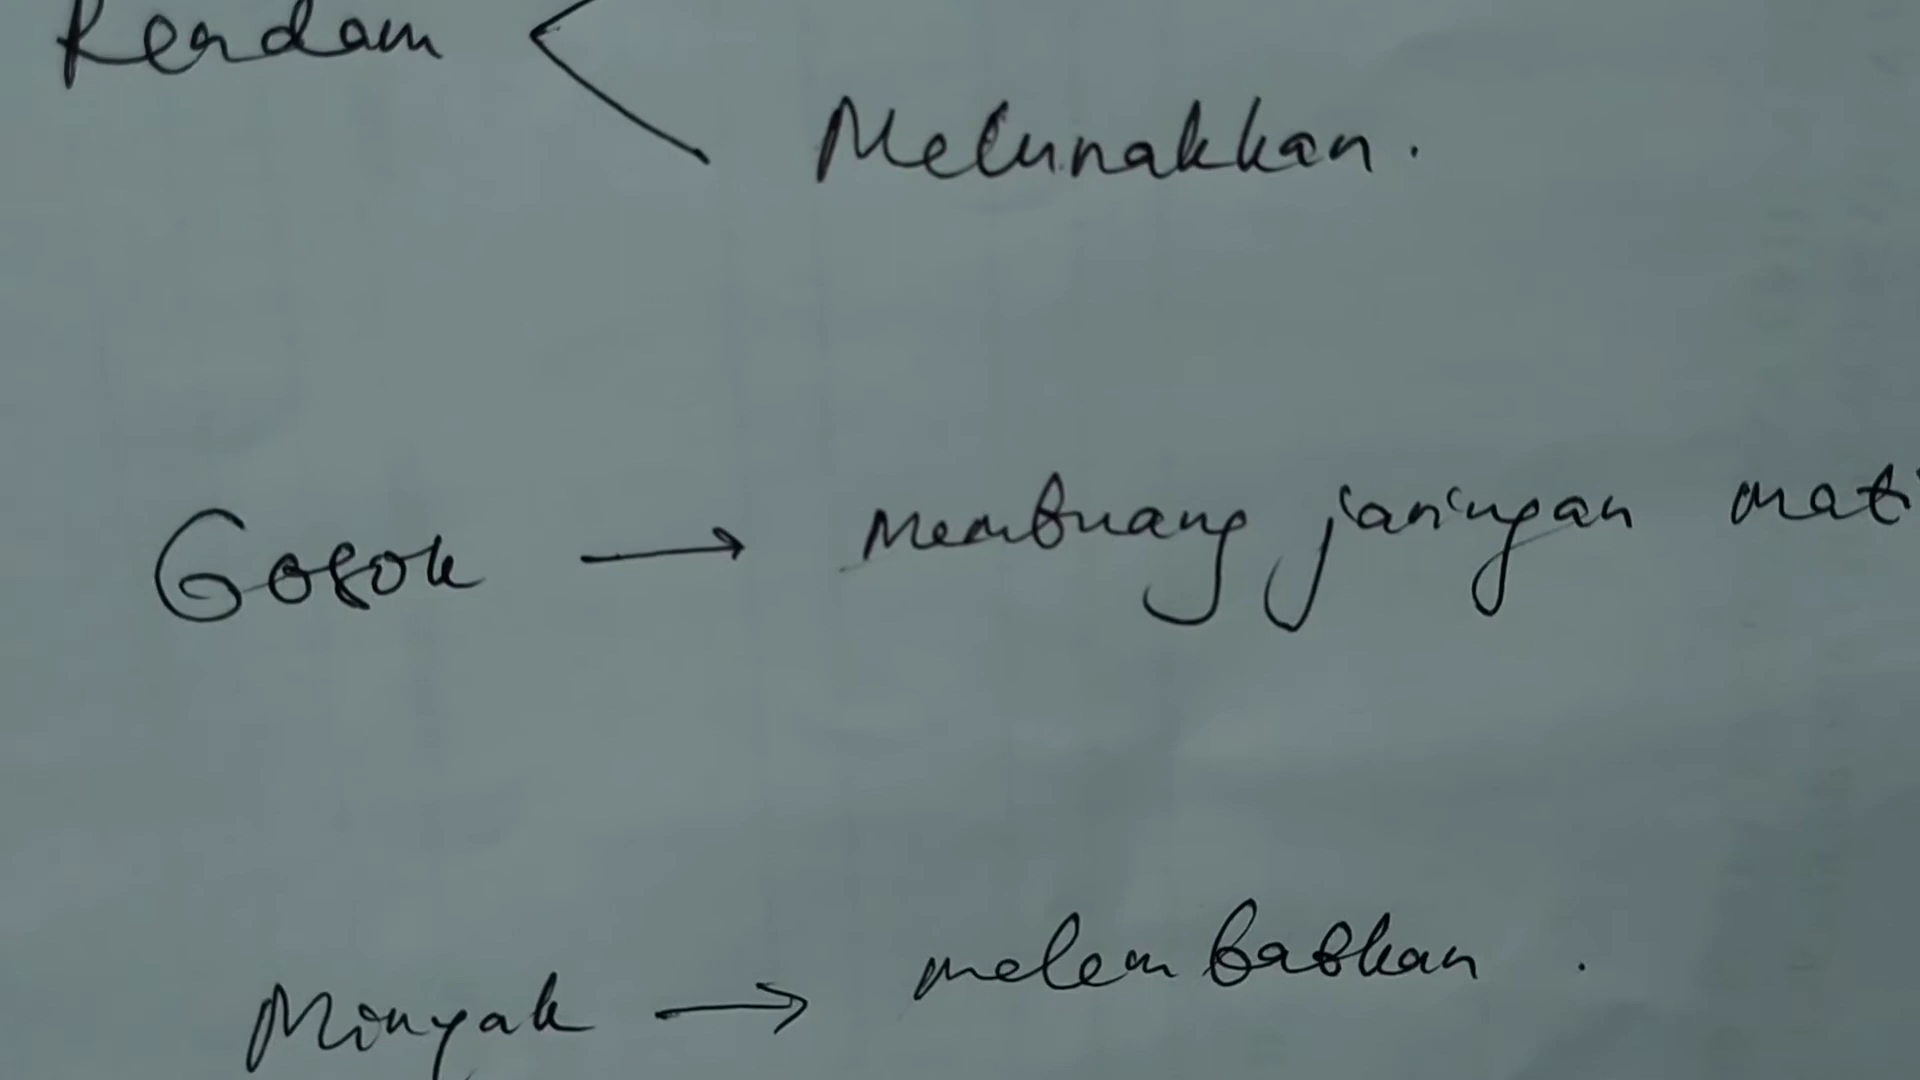 Rendam
Melunakkan.
Gosok → membuang jaringan mati
Minyak → melembabkan.